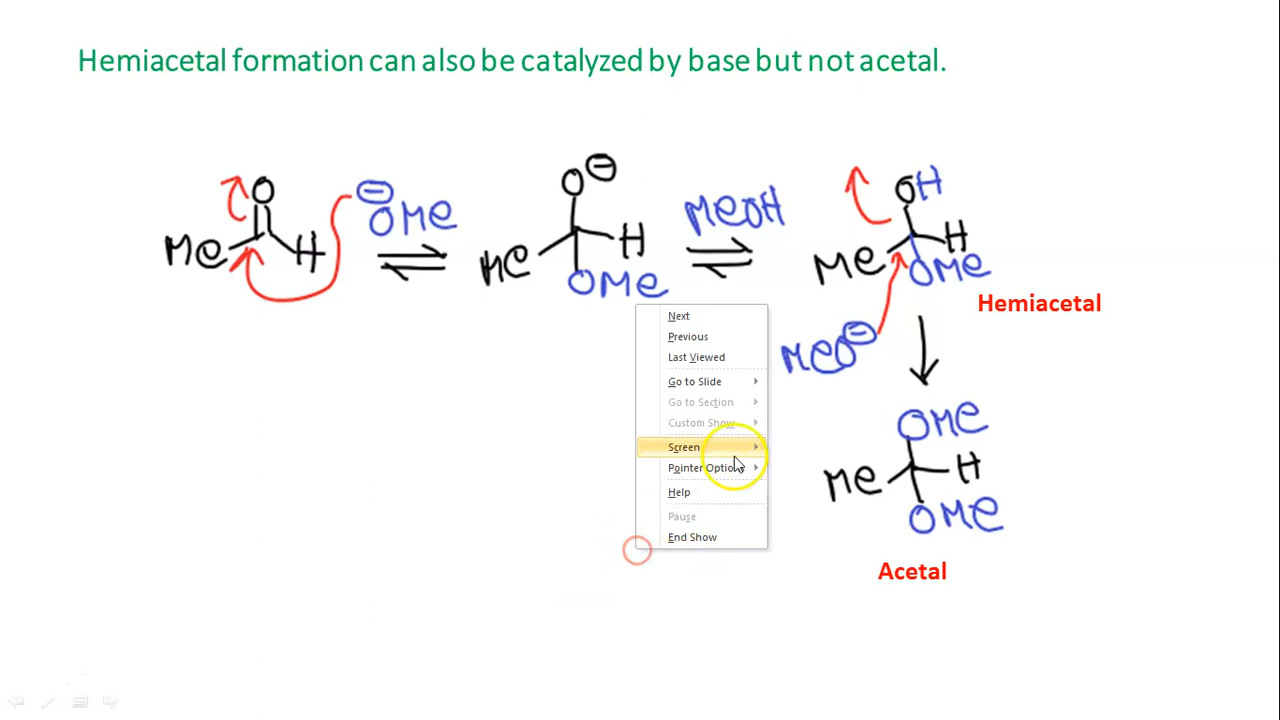 Hemiacetal formation can also be catalyzed by base but not acetal.
O ⊖ OMe Me H
O ⊖ Me H OMe
MeOH
OH Me H OMe
Hemiacetal
MeO ⊖
Next
Previous
Last Viewed
Go to Slide
Go to Section
Custom Show
Screen
Pointer Options
Help
Pause
End Show
OMe
Me H
OMe
Acetal